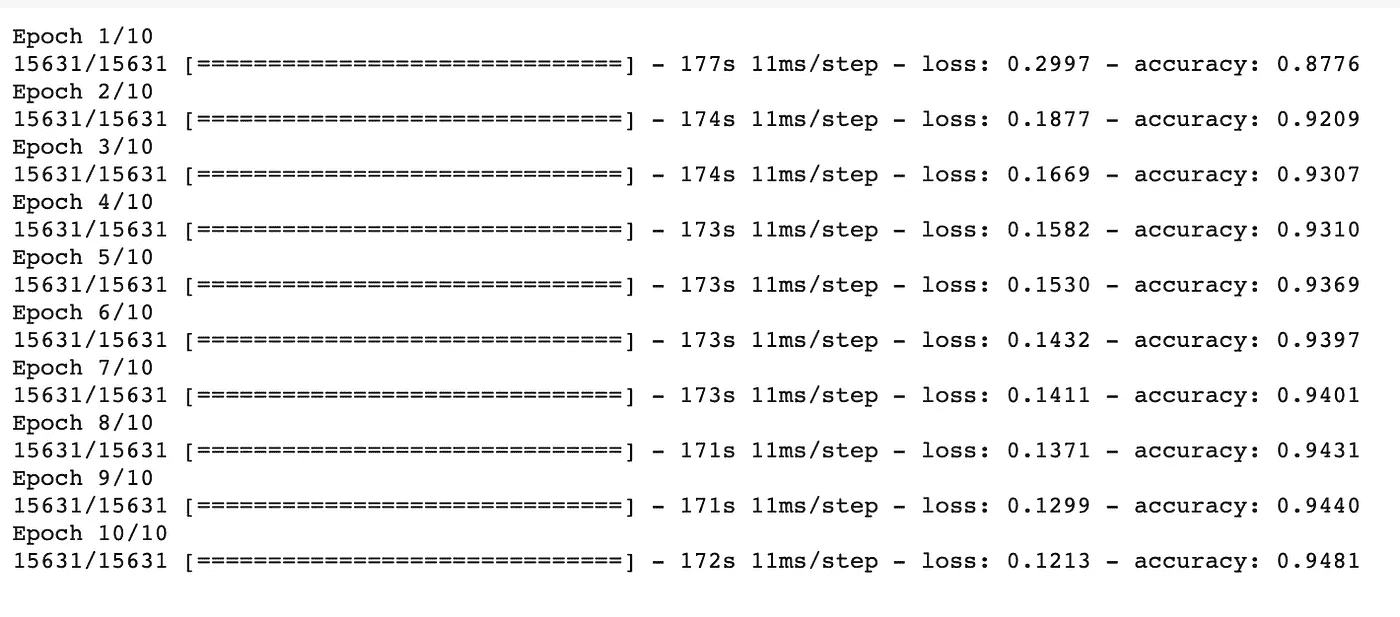 Epoch 1/10
15631/15631 [==============================] - 177s 11ms/step - loss: 0.2997 - accuracy: 0.8776
Epoch 2/10
15631/15631 [==============================] - 174s 11ms/step - loss: 0.1877 - accuracy: 0.9209
Epoch 3/10
15631/15631 [==============================] - 174s 11ms/step - loss: 0.1669 - accuracy: 0.9307
Epoch 4/10
15631/15631 [==============================] - 173s 11ms/step - loss: 0.1582 - accuracy: 0.9310
Epoch 5/10
15631/15631 [==============================] - 173s 11ms/step - loss: 0.1530 - accuracy: 0.9369
Epoch 6/10
15631/15631 [==============================] - 173s 11ms/step - loss: 0.1432 - accuracy: 0.9397
Epoch 7/10
15631/15631 [==============================] - 173s 11ms/step - loss: 0.1411 - accuracy: 0.9401
Epoch 8/10
15631/15631 [==============================] - 171s 11ms/step - loss: 0.1371 - accuracy: 0.9431
Epoch 9/10
15631/15631 [==============================] - 171s 11ms/step - loss: 0.1299 - accuracy: 0.9440
Epoch 10/10
15631/15631 [==============================] - 172s 11ms/step - loss: 0.1213 - accuracy: 0.9481